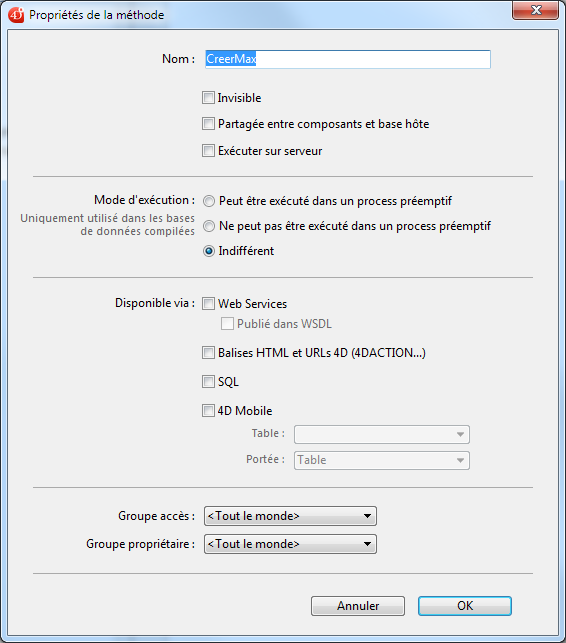 Propriétés de la méthode
Nom : CreerMax
Invisible
Partagée entre composants et base hôte
Exécuter sur serveur
Mode d'exécution : Peut être exécuté dans un process préemptif
Uniquement utilisé dans les bases
de données compilées
Ne peut pas être exécuté dans un process préemptif
Indifférent
Disponible via : Web Services
Publié dans WSDL
Balises HTML et URLs 4D (4DACTION...)
SQL
4D Mobile
Table :
Portée : Table
Groupe accès : <Tout le monde>
Groupe propriétaire : <Tout le monde>
Annuler OK